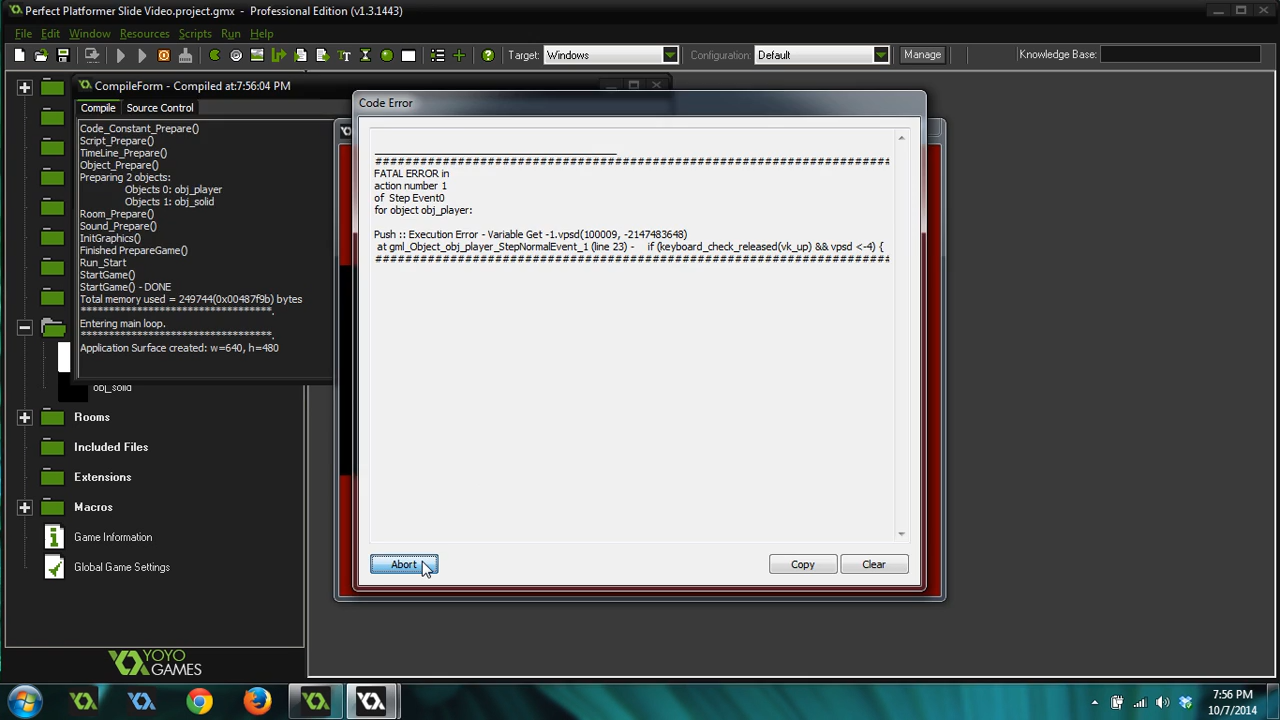 Perfect Platformer Slide Video.project.gmx - Professional Edition (v1.3.1443)
File Edit Window Resources Scripts Run Help
Target: Windows Configuration: Default Manage Knowledge Base:
CompileForm - Compiled at:7:56:04 PM
Compile Source Control
Code_Constant_Prepare()
Script_Prepare()
TimeLine_Prepare()
Object_Prepare()
Preparing 2 objects:
Objects 0: obj_player
Objects 1: obj_solid
Room_Prepare()
Sound_Prepare()
InitGraphics()
Finished PrepareGame()
Run_Start
StartGame()
StartGame() - DONE
Total memory used = 249744(0x00487f9b) bytes
**********************************.
Entering main loop.
**********************************.
Application Surface created: w=640, h=480
Code Error
___________________________________________
############################################################################################
FATAL ERROR in
action number 1
of Step Event0
for object obj_player:
Push :: Execution Error - Variable Get -1.vpsd(100009, -2147483648)
at gml_Object_obj_player_StepNormalEvent_1 (line 23) - if (keyboard_check_released(vk_up) && vpsd <-4) {
############################################################################################
Abort Copy Clear
obj_solid
Rooms
Included Files
Extensions
Macros
Game Information
Global Game Settings
YOYO
GAMES
7:56 PM
10/7/2014